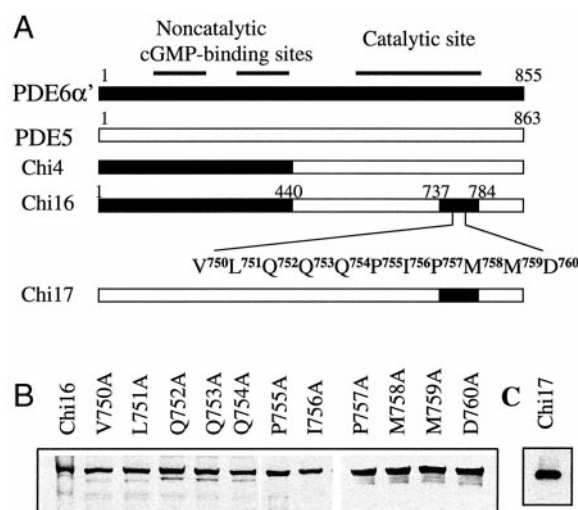 A
Noncatalytic
cGMP-binding sites
Catalytic site
1
855
PDE6α'
1
863
PDE5
Chi4
1
440
737
784
Chi16
V750L751Q752Q753Q754P755I756P757M758M759D760
Chi17
B
Chi16
V750A
L751A
Q752A
Q753A
Q754A
P755A
I756A
P757A
M758A
M759A
D760A
C
Chi17